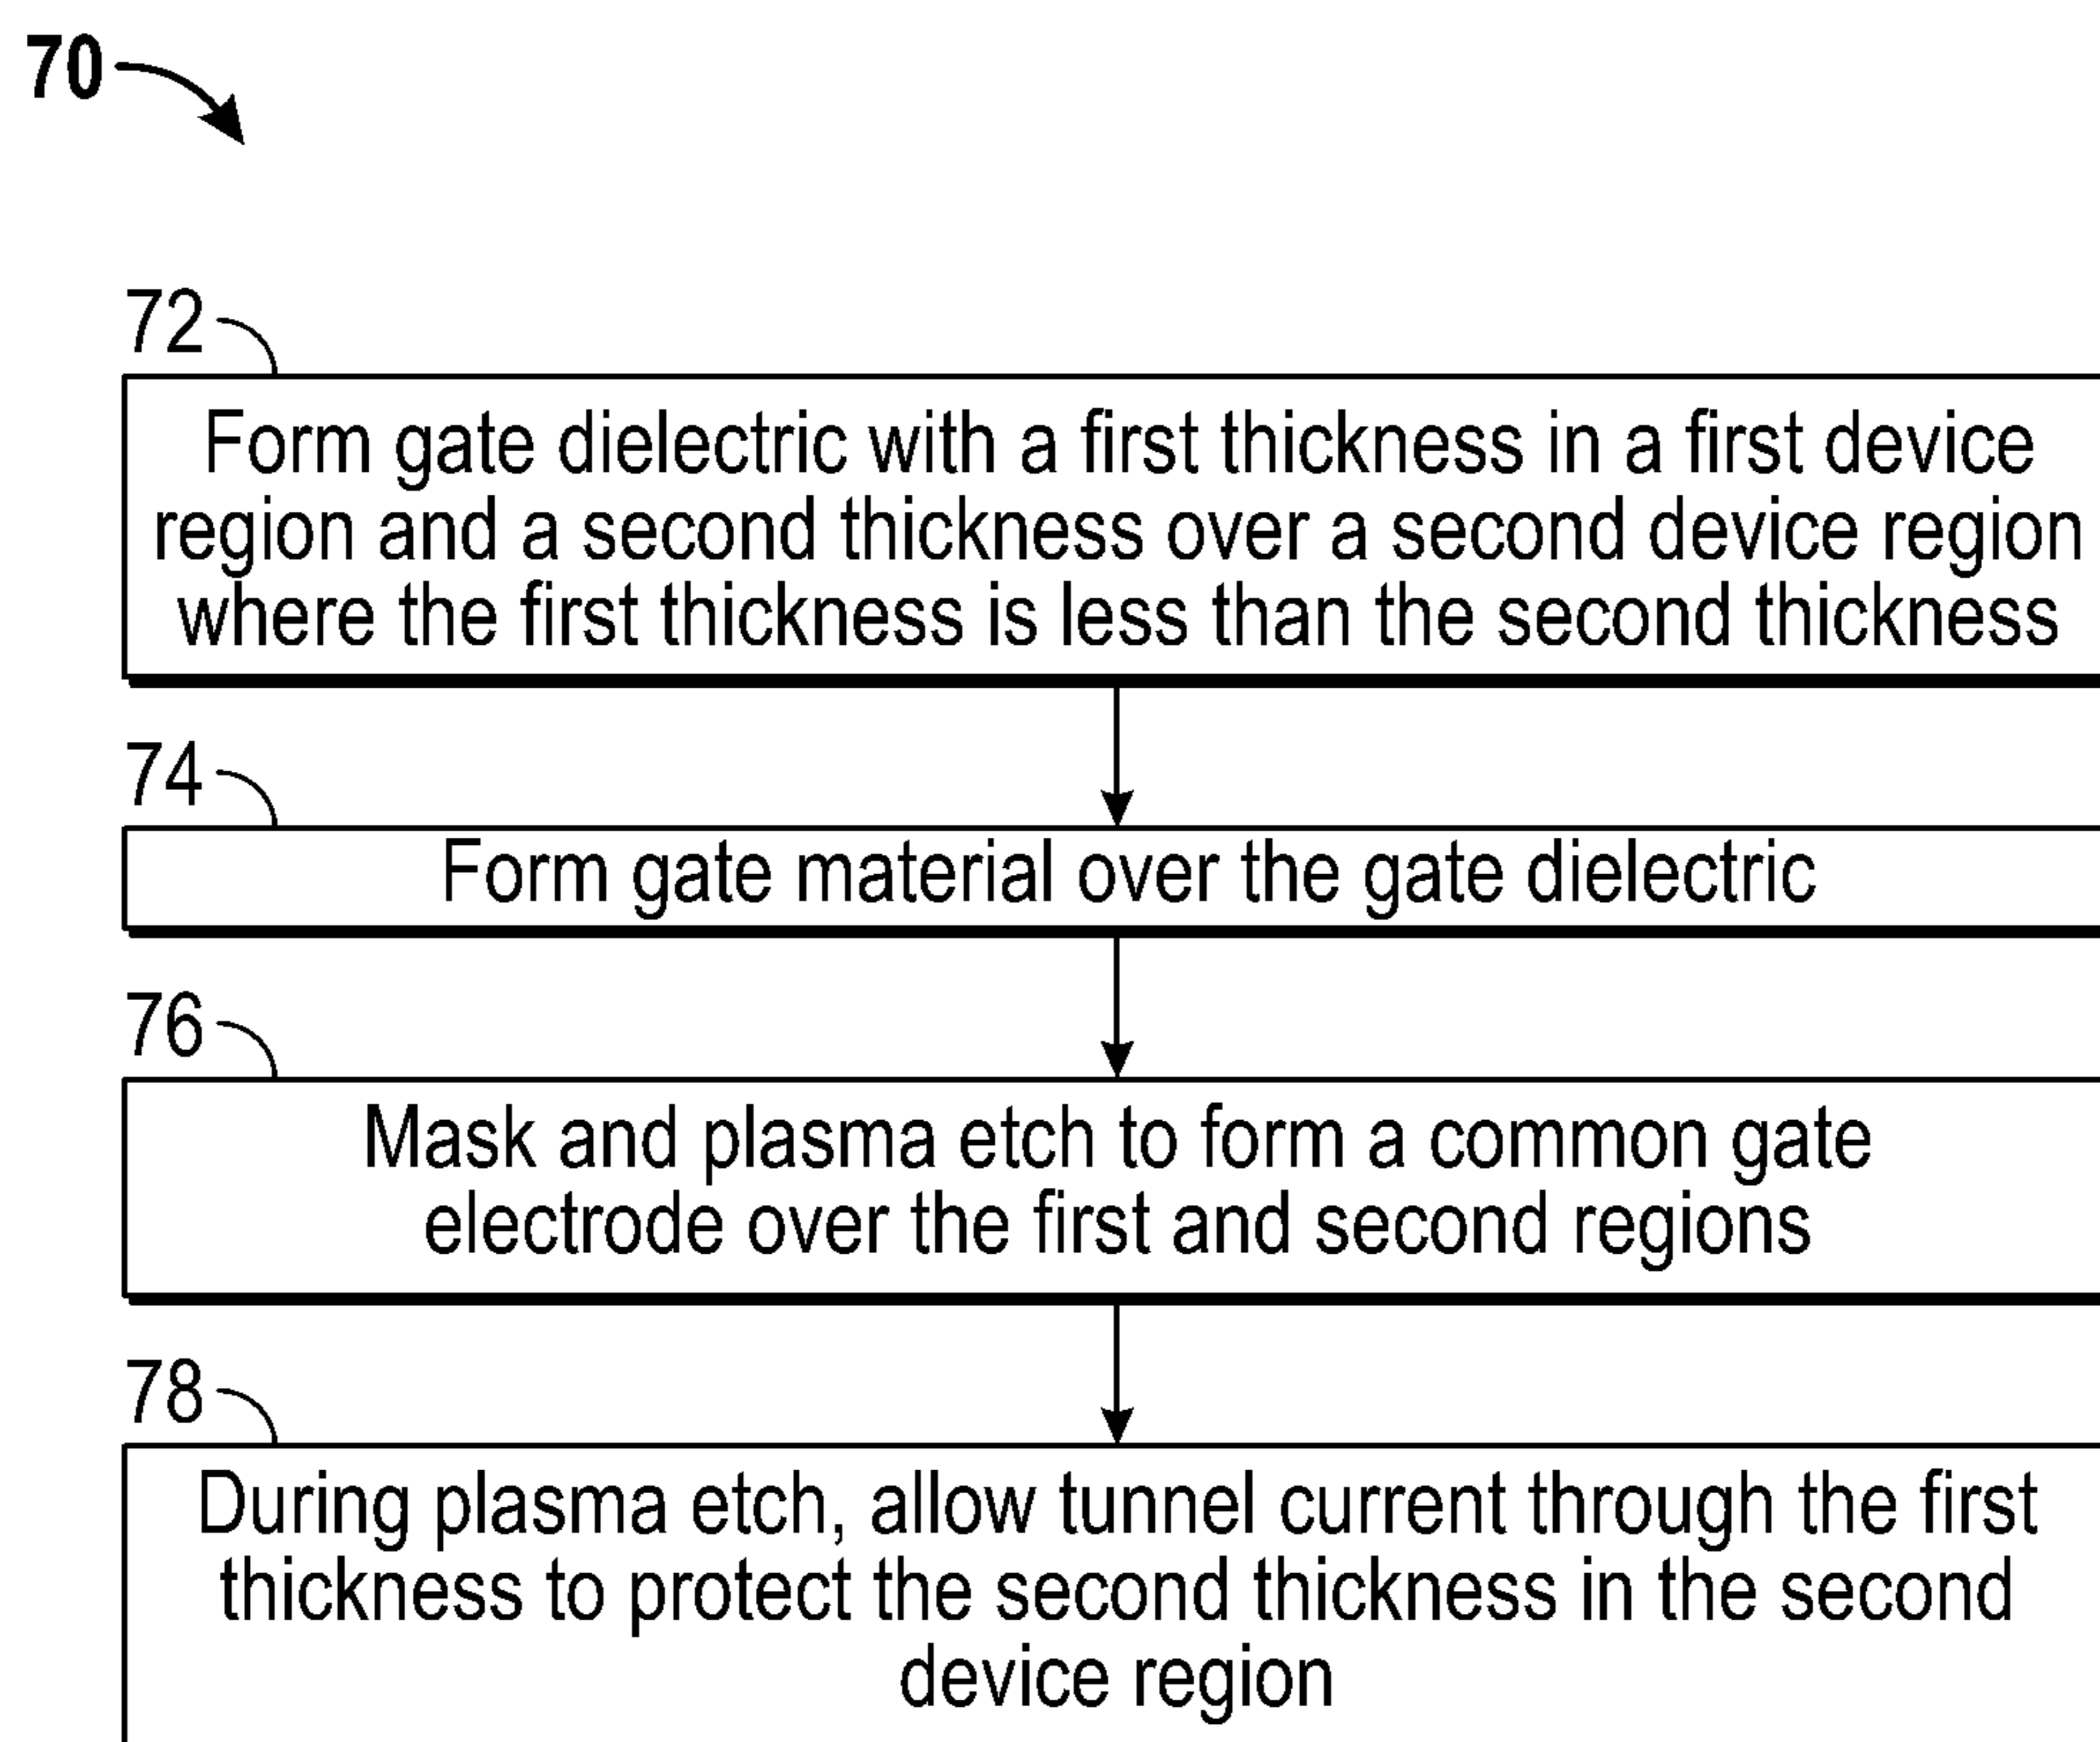 70
72
Form gate dielectric with a first thickness in a first device
region and a second thickness over a second device region
where the first thickness is less than the second thickness
74
Form gate material over the gate dielectric
76
Mask and plasma etch to form a common gate
electrode over the first and second regions
78
During plasma etch, allow tunnel current through the first
thickness to protect the second thickness in the second
device region